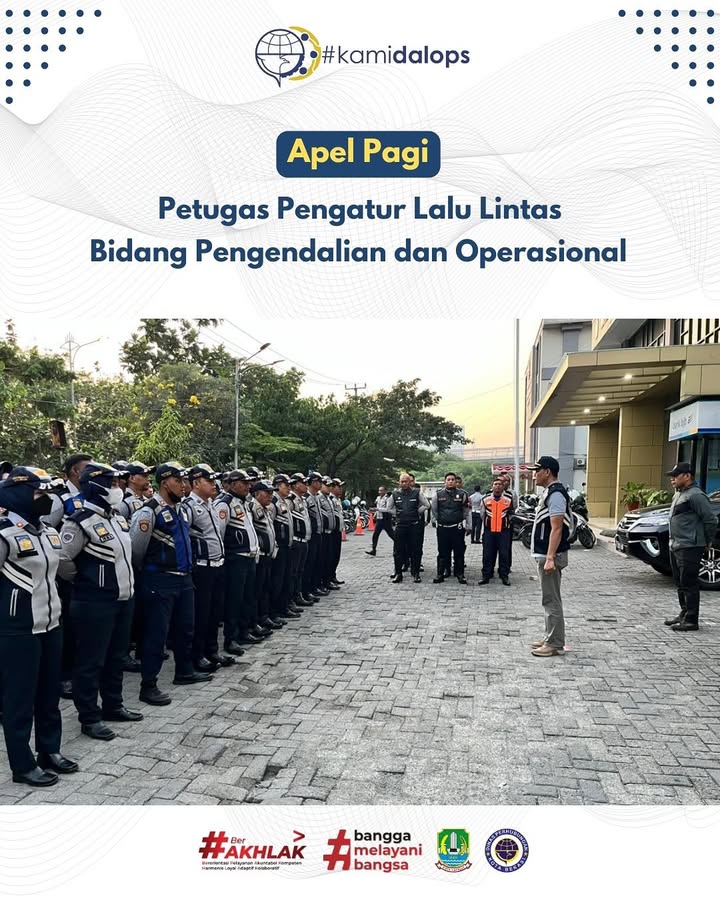 #kamidalops
Apel Pagi
Petugas Pengatur Lalu Lintas
Bidang Pengendalian dan Operasional
#BerAKHLAK
Berorientasi Pelayanan Akuntabel Kompeten
Harmonis Loyal Adaptif Kolaboratif
#bangga
melayani
bangsa